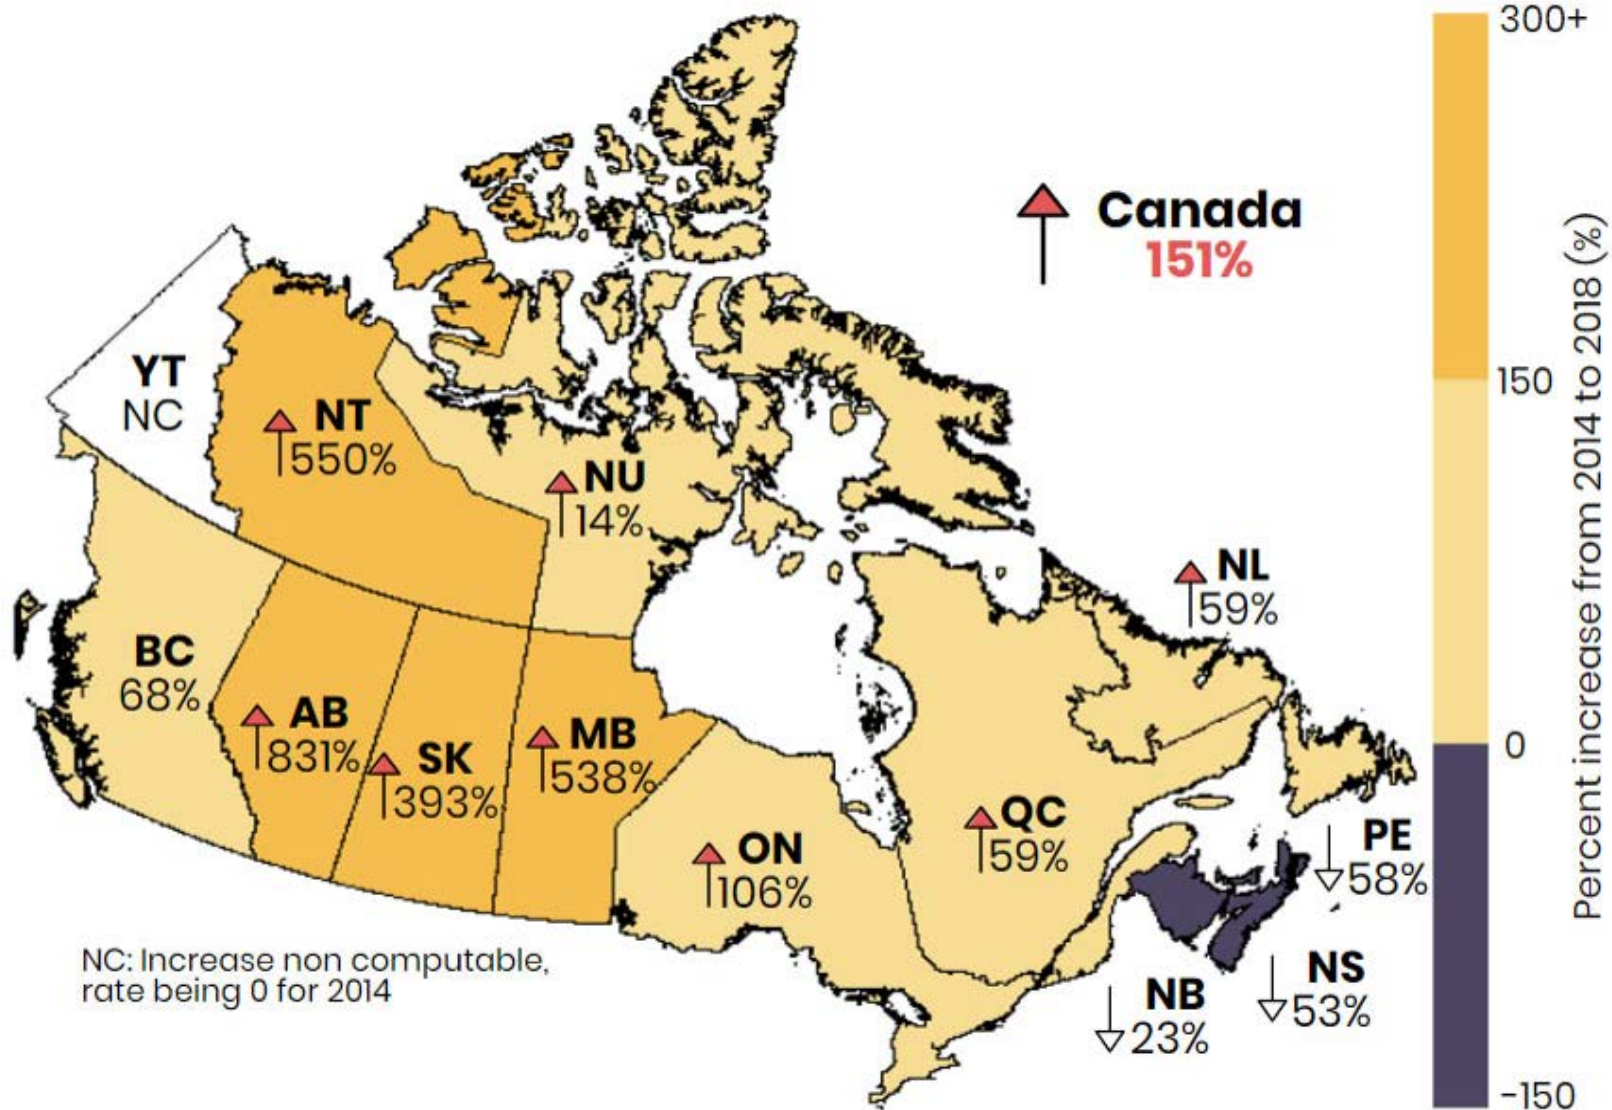 300+
Canada
151%
YT
NC
NT
550%
150
NU
14%
NL
59%
BC
68%
AB
831%
SK
393%
MB
538%
0
ON
106%
QC
59%
PE
58%
NS
53%
NB
23%
NC: Increase non computable,
rate being 0 for 2014
-150
Percent increase from 2014 to 2018 (%)